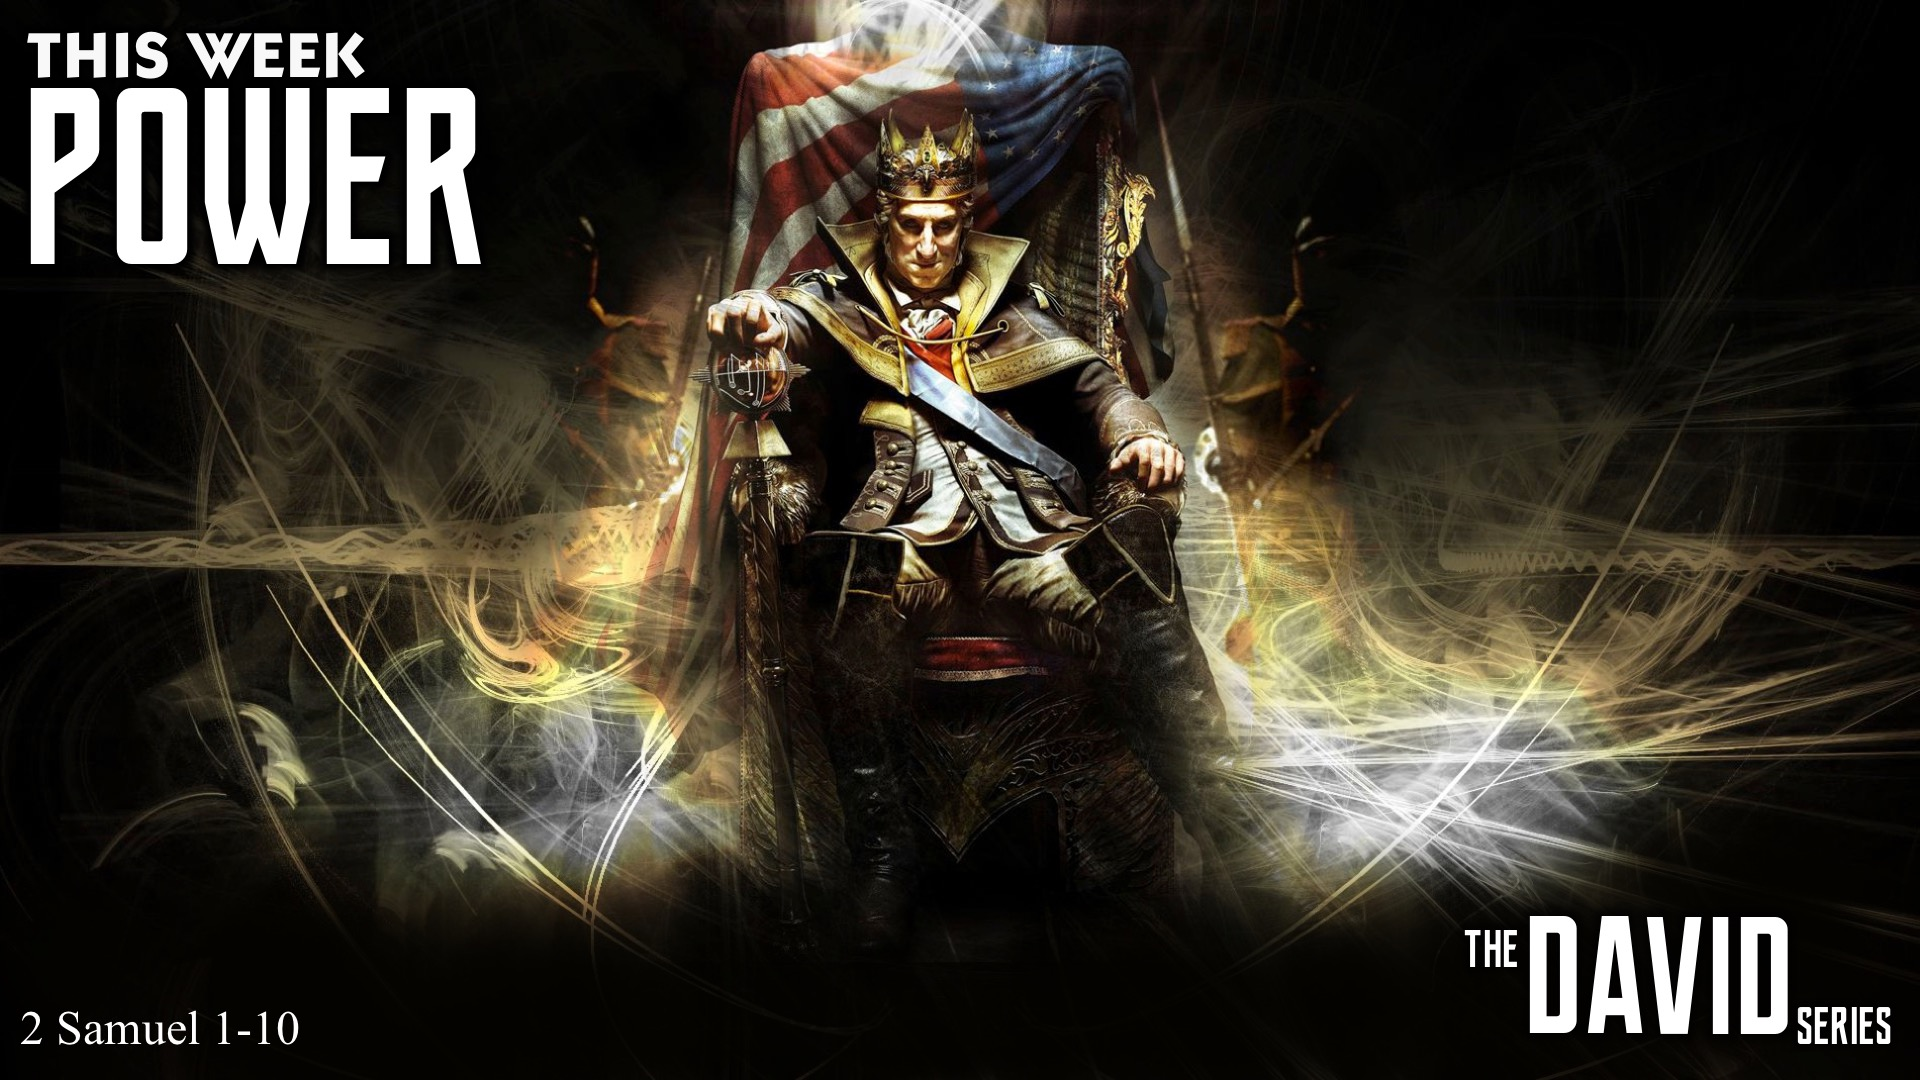 THIS WEEK
POWER
THE DAVID SERIES
2 Samuel 1-10